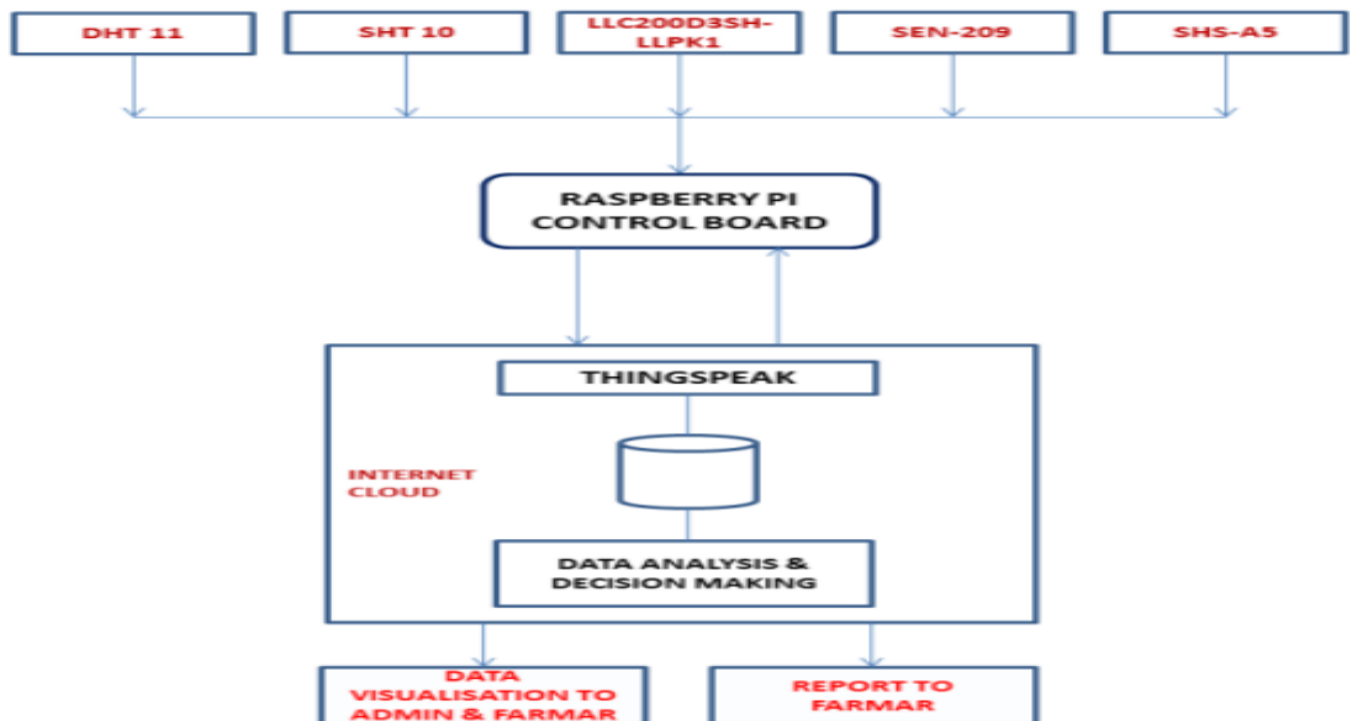 DHT 11
SHT 10
LLC200D3SH-
LLPK1
SEN-209
SHS-A5
RASPBERRY PI
CONTROL BOARD
THINGSPEAK
INTERNET
CLOUD
DATA ANALYSIS &
DECISION MAKING
DATA
VISUALISATION TO
ADMIN & FARMAR
REPORT TO
FARMAR